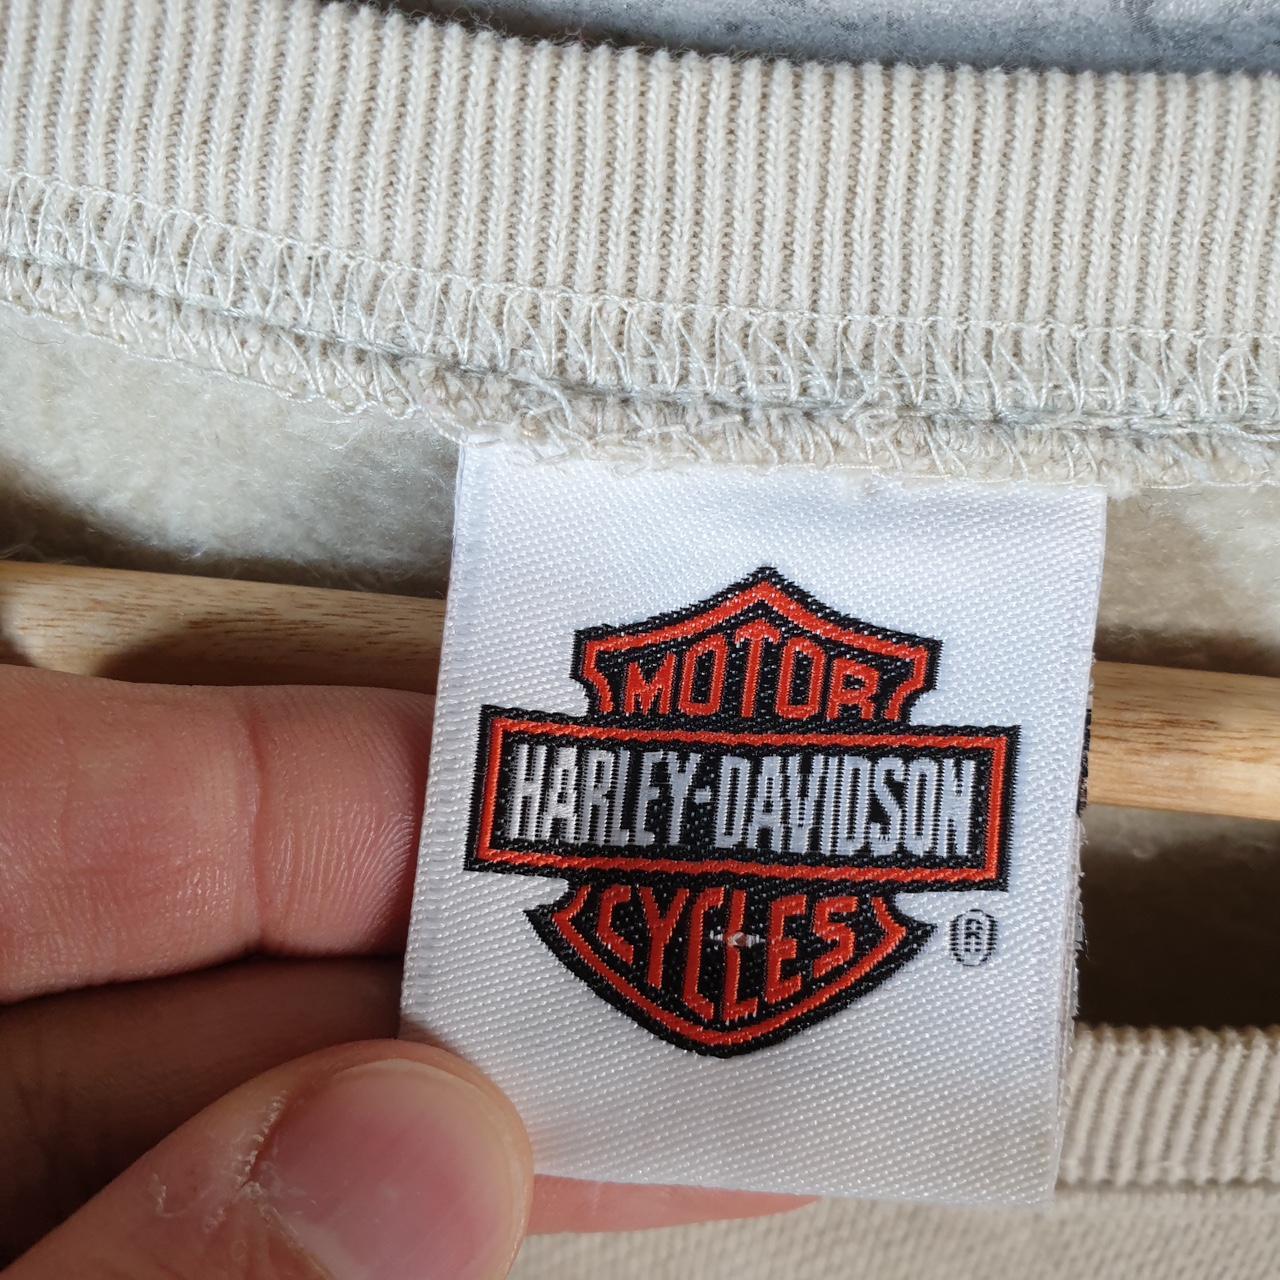 MOTOR
HARLEY-DAVIDSON
CYCLES
®